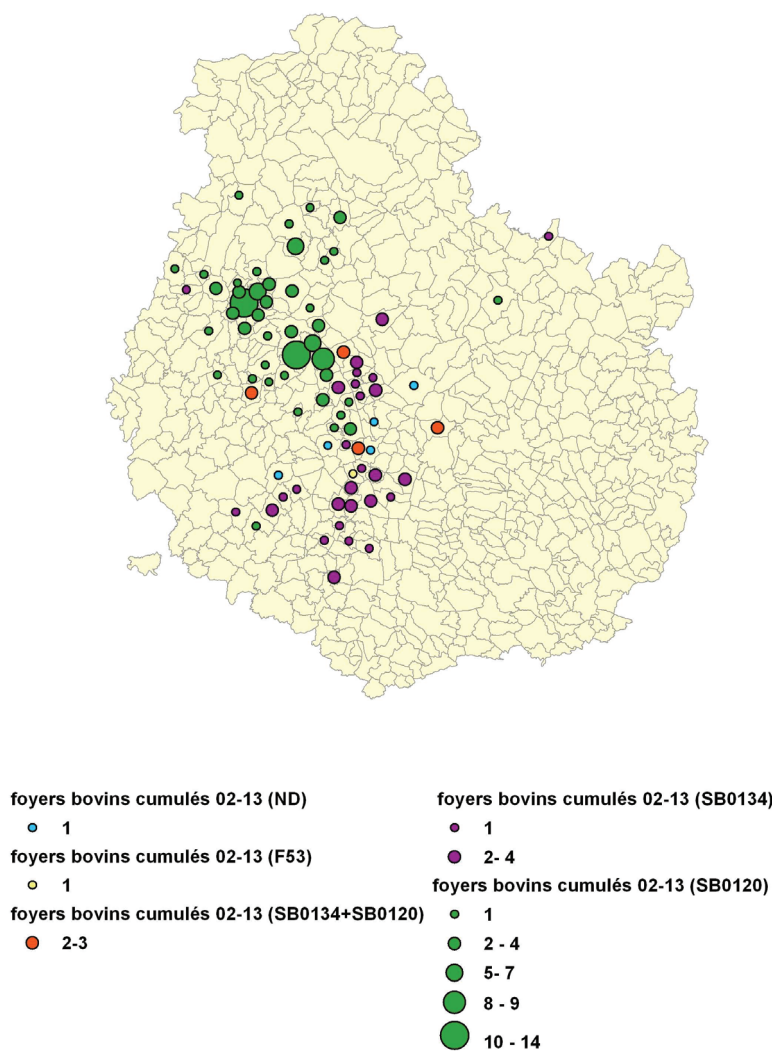 foyers bovins cumulés 02-13 (ND)
1
foyers bovins cumulés 02-13 (F53)
1
foyers bovins cumulés 02-13 (SB0134+SB0120)
2-3
foyers bovins cumulés 02-13 (SB0134)
1
2- 4
foyers bovins cumulés 02-13 (SB0120)
1
2 - 4
5- 7
8 - 9
10 - 14